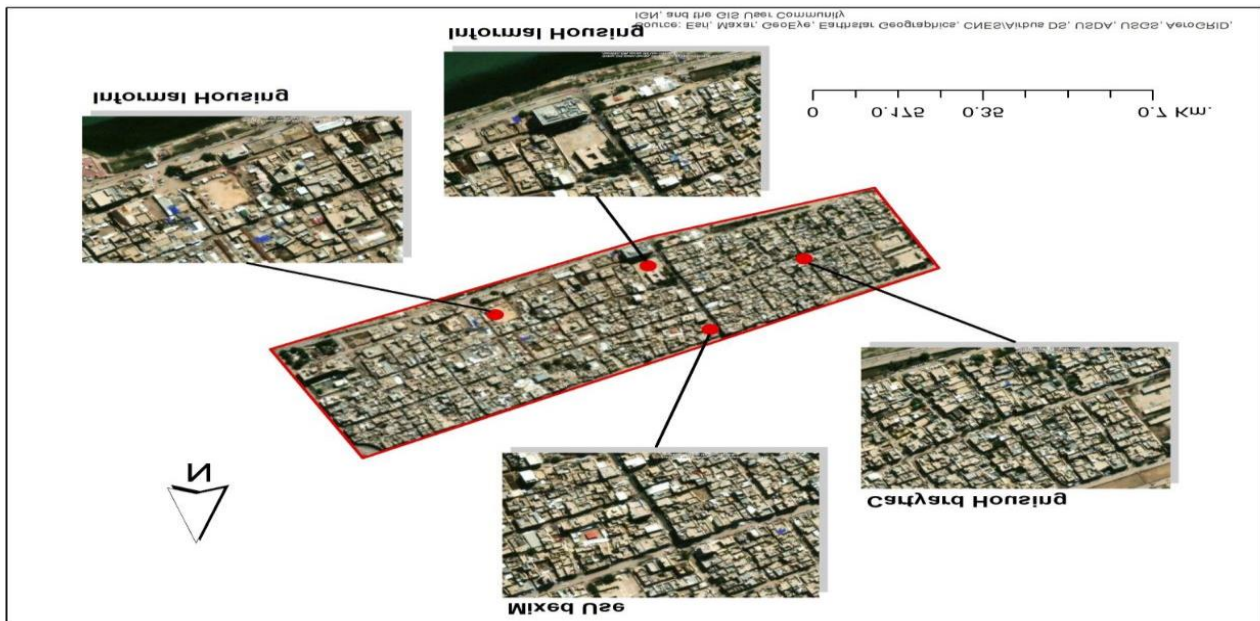 Mixed Use
N
Cartyard Housing
0 0.175 0.35 0.7 Km.
Informal Housing
Informal Housing
Source: Esri, Maxar, GeoEye, Earthstar Geographics, CNES/Airbus DS, USDA, USGS, AeroGRID,
IGN, and the GIS User Community